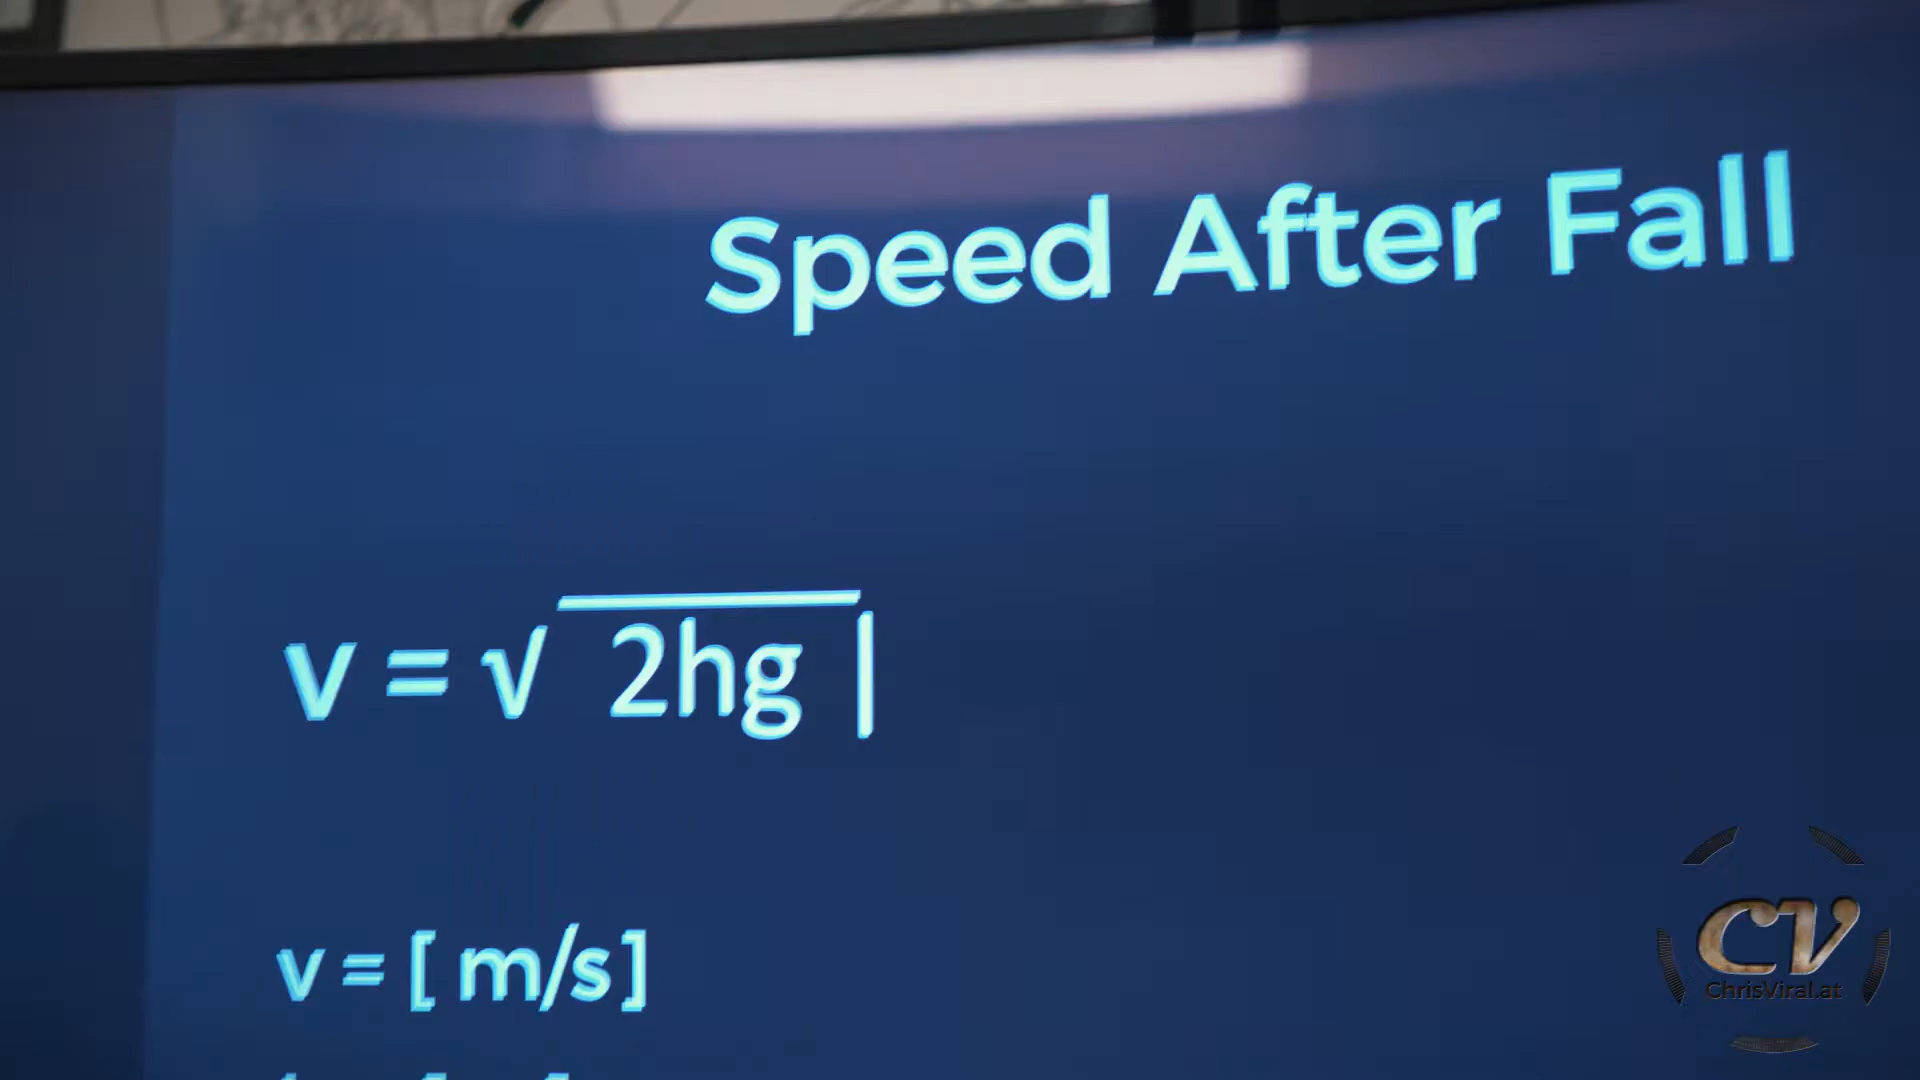 Speed After Fall
v = √ 2hg |
v ≡ [ m/s ]
CV
ChrisViral.at